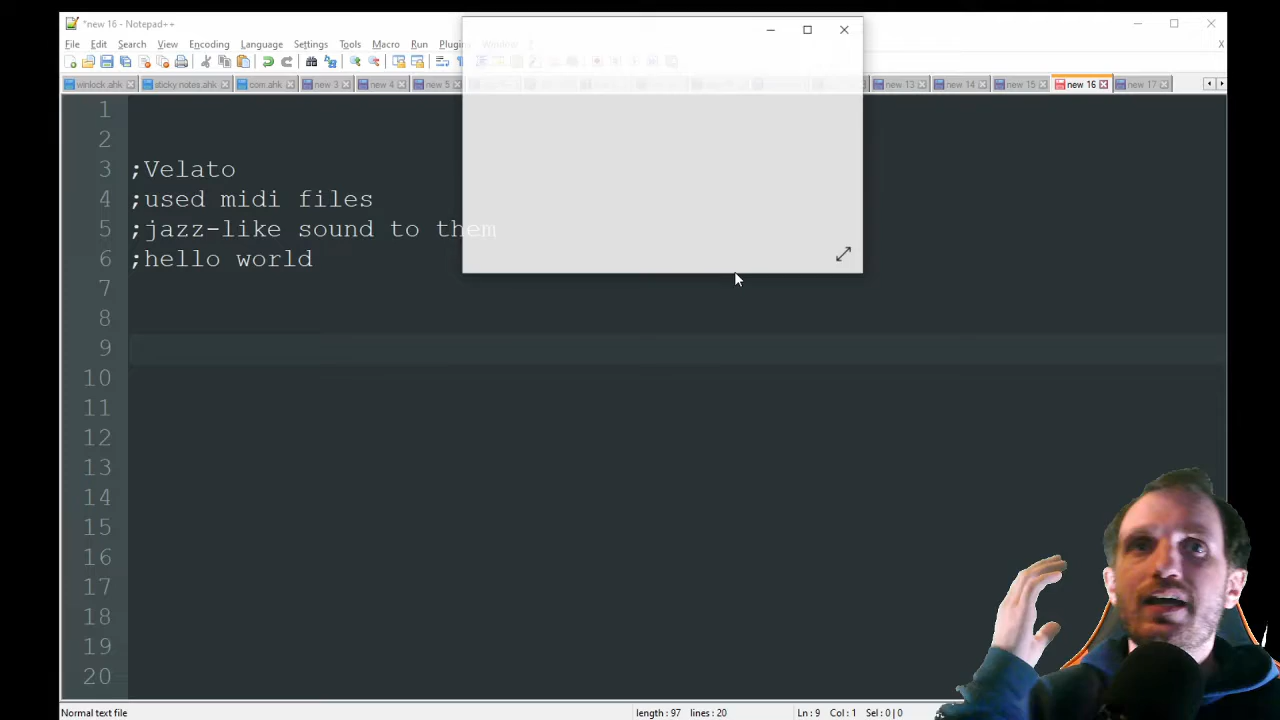 *new 16 - Notepad++
File Edit Search View Encoding Language Settings Tools Macro Run Plugins
X
winlock.ahk sticky notes.ahk com.ahk new 3 new 4 new 5 new 13 new 14 new 15 new 16 new 17
1
2
3 ;Velato
4 ;used midi files
5 ;jazz-like sound to them
6 ;hello world
7
8
9
10
11
12
13
14
15
16
17
18
19
20
Normal text file length : 97 lines : 20 Ln : 9 Col : 1 Sel : 0 | 0